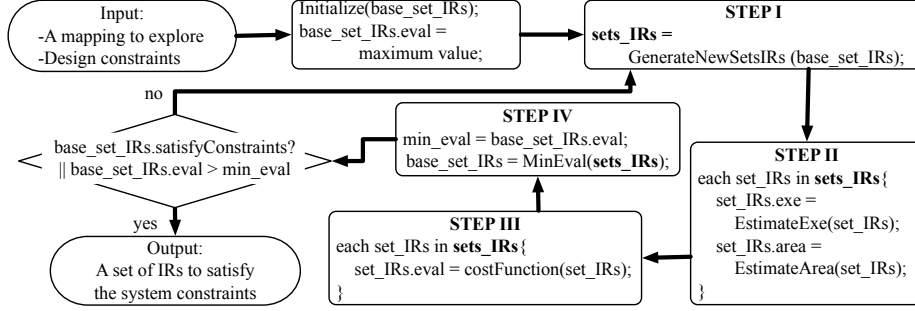 Input:
-A mapping to explore
-Design constraints
Initialize(base_set_IRs);
base_set_IRs.eval =
maximum value;
STEP I
sets_IRs =
GenerateNewSetsIRs (base_set_IRs);
STEP II
each set_IRs in sets_IRs{
set_IRs.exe =
EstimateExe(set_IRs);
set_IRs.area =
EstimateArea(set_IRs);
}
STEP III
each set_IRs in sets_IRs{
set_IRs.eval = costFunction(set_IRs);
}
STEP IV
min_eval = base_set_IRs.eval;
base_set_IRs = MinEval(sets_IRs);
no
base_set_IRs.satisfyConstraints?
|| base_set_IRs.eval > min_eval
yes
Output:
A set of IRs to satisfy
the system constraints